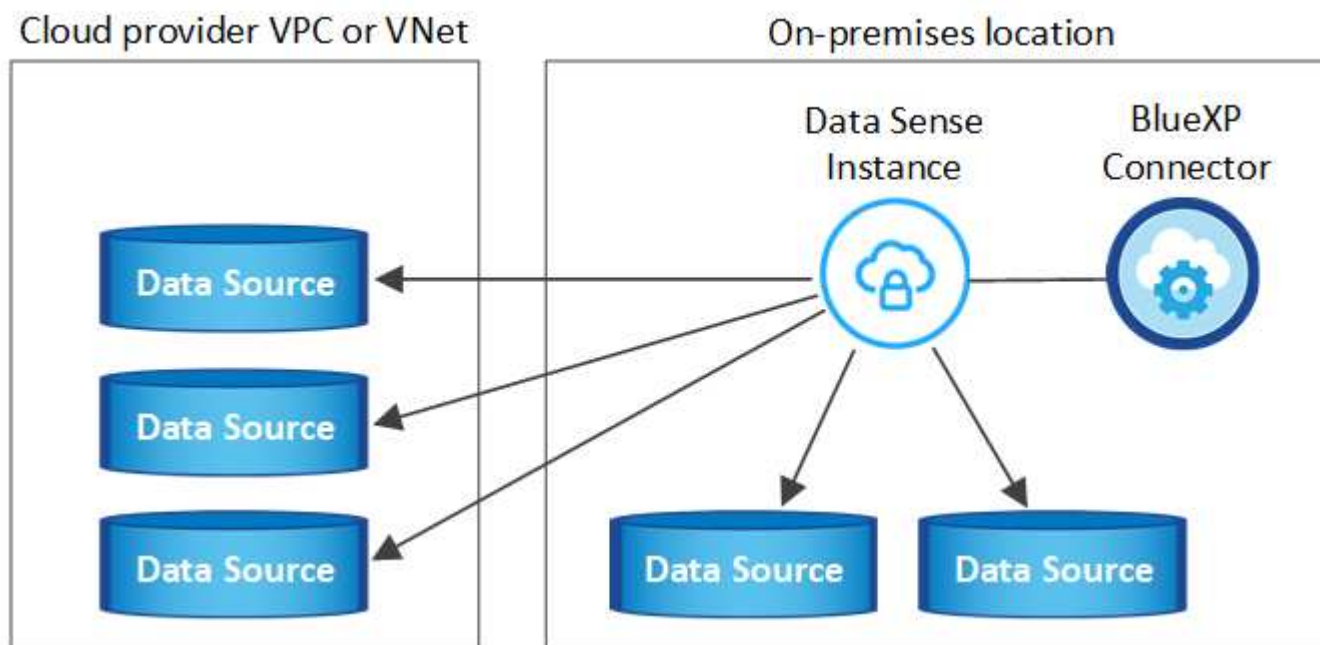 Cloud provider VPC or VNet
On-premises location
Data Sense
Instance
BlueXP
Connector
Data Source
Data Source
Data Source
Data Source
Data Source